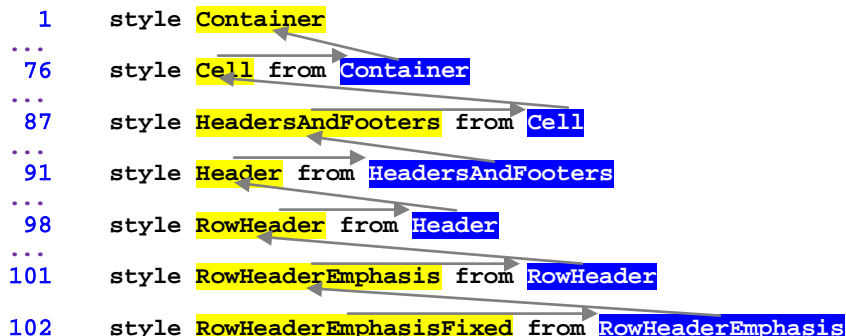 1 style Container
...
76 style Cell from Container
...
87 style HeadersAndFooters from Cell
...
91 style Header from HeadersAndFooters
...
98 style RowHeader from Header
...
101 style RowHeaderEmphasis from RowHeader
102 style RowHeaderEmphasisFixed from RowHeaderEmphasis